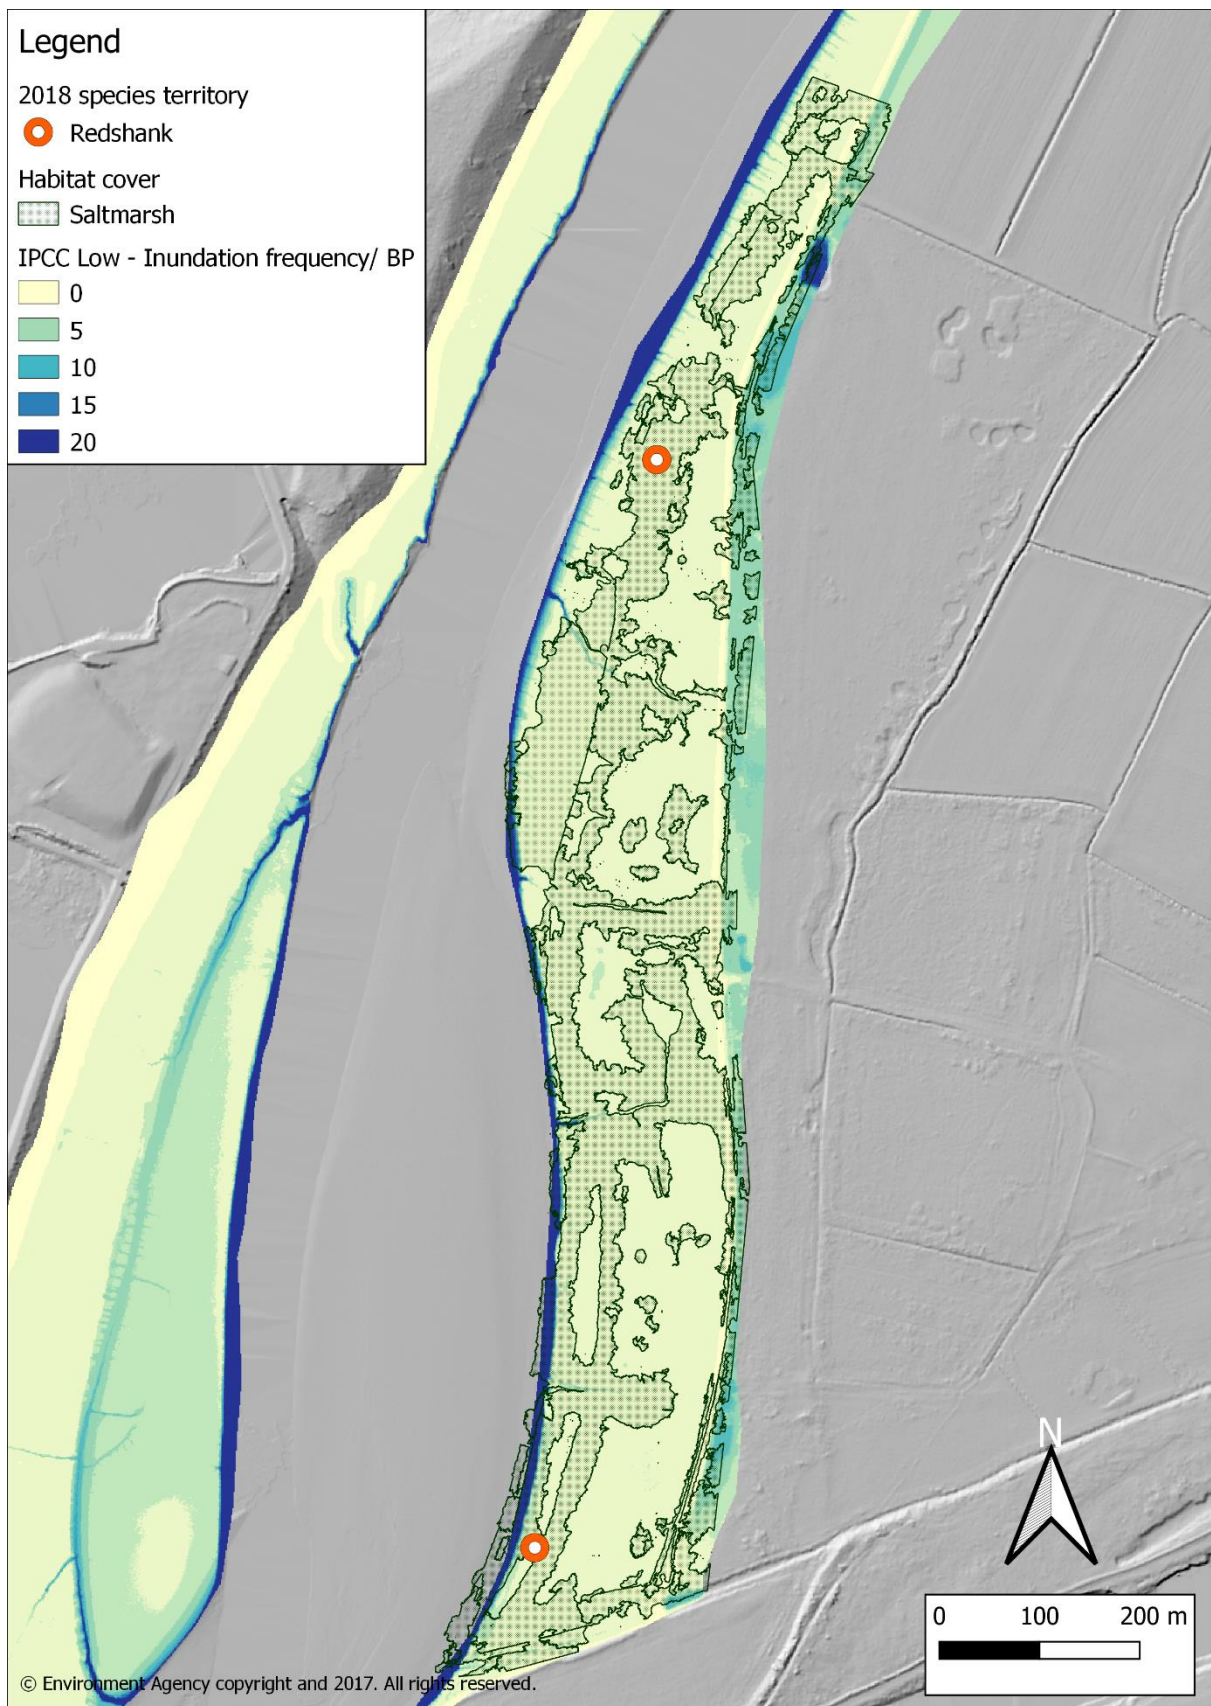 Legend
2018 species territory
Redshank
Habitat cover
Saltmarsh
IPCC Low - Inundation frequency/ BP
0
5
10
15
20
N
0 100 200 m
© Environment Agency copyright and 2017. All rights reserved.